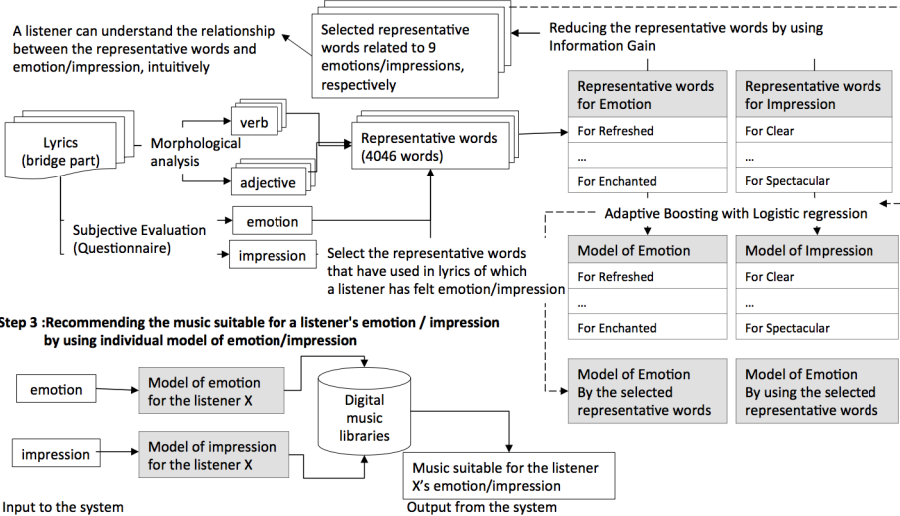 A listener can understand the relationship
between the representative words and
emotion/impression, intuitively
Selected representative
words related to 9
emotions/impressions,
respectively
Reducing the representative words by using
Information Gain
Representative words
for Emotion
For Refreshed
...
For Enchanted
Representative words
for Impression
For Clear
...
For Spectacular
Lyrics
(bridge part)
Morphological
analysis
verb
adjective
Representative words
(4046 words)
Subjective Evaluation
(Questionnaire)
emotion
impression
Select the representative words
that have used in lyrics of which
a listener has felt emotion/impression
Adaptive Boosting with Logistic regression
Model of Emotion
For Refreshed
...
For Enchanted
Model of Impression
For Clear
...
For Spectacular
Model of Emotion
By the selected
representative words
Model of Emotion
By using the selected
representative words
Step 3 :Recommending the music suitable for a listener's emotion / impression
by using individual model of emotion/impression
emotion
Model of emotion
for the listener X
impression
Model of impression
for the listener X
Digital
music
libraries
Music suitable for the listener
X's emotion/impression
Input to the system
Output from the system